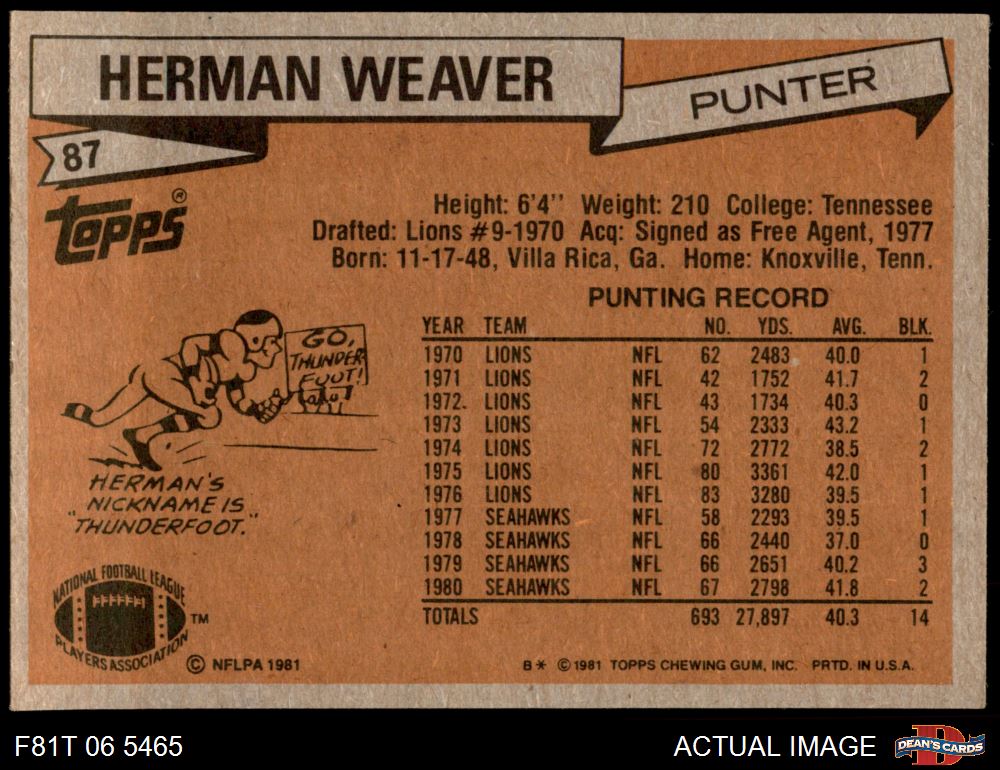 HERMAN WEAVER
PUNTER
87
Topps®
Height: 6'4'' Weight: 210 College: Tennessee
Drafted: Lions #9-1970 Acq: Signed as Free Agent, 1977
Born: 11-17-48, Villa Rica, Ga. Home: Knoxville, Tenn.
PUNTING RECORD
YEAR TEAM NO. YDS. AVG. BLK.
1970 LIONS NFL 62 2483 40.0 1
1971 LIONS NFL 42 1752 41.7 2
1972 LIONS NFL 43 1734 40.3 0
1973 LIONS NFL 54 2333 43.2 1
1974 LIONS NFL 72 2772 38.5 2
1975 LIONS NFL 80 3361 42.0 1
1976 LIONS NFL 83 3280 39.5 1
1977 SEAHAWKS NFL 58 2293 39.5 1
1978 SEAHAWKS NFL 66 2440 37.0 0
1979 SEAHAWKS NFL 66 2651 40.2 3
1980 SEAHAWKS NFL 67 2798 41.8 2
TOTALS 693 27,897 40.3 14
GO,
THUNDER
FOOT!
HERMAN'S
NICKNAME IS
"THUNDERFOOT."
NATIONAL FOOTBALL LEAGUE
PLAYERS ASSOCIATION
TM
© NFLPA 1981
B* © 1981 TOPPS CHEWING GUM, INC. PRTD. IN U.S.A.
F81T 06 5465
ACTUAL IMAGE
D
DEAN'S CARDS